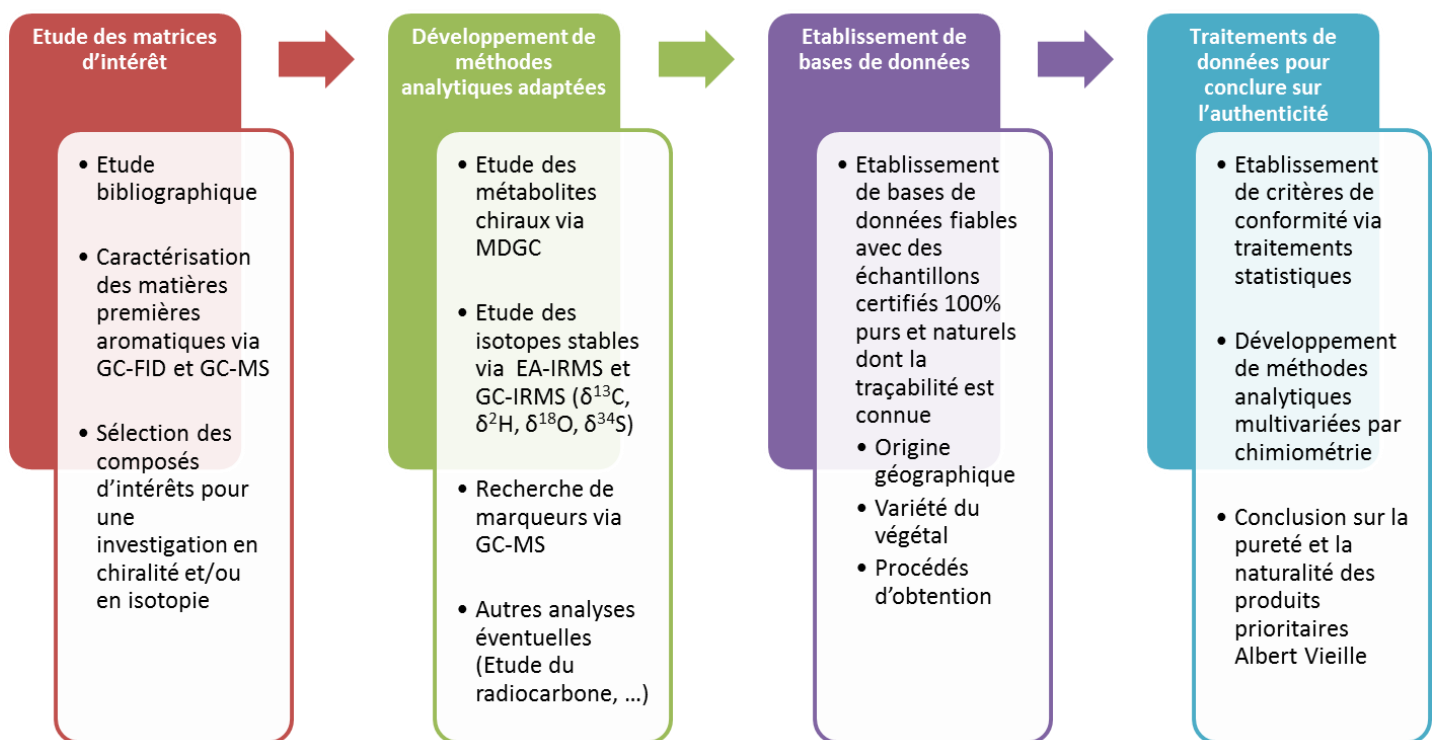 Etude des matrices
d’intérêt
• Etude
bibliographique
• Caractérisation
des matières
premières
aromatiques via
GC-FID et GC-MS
• Sélection des
composés
d’intérêts pour
une
investigation en
chiralité et/ou
en isotopie
Développement de
méthodes
analytiques adaptées
• Etude des
métabolites
chiraux via
MDGC
• Etude des
isotopes stables
via EA-IRMS et
GC-IRMS (δ¹³C,
δ²H, δ¹⁸O, δ³⁴S)
• Recherche de
marqueurs via
GC-MS
• Autres analyses
éventuelles
(Etude du
radiocarbone, …)
Etablissement de
bases de données
• Etablissement
de bases de
données fiables
avec des
échantillons
certifiés 100%
purs et naturels
dont la
traçabilité est
connue
• Origine
géographique
• Variété du
végétal
• Procédés
d’obtention
Traitements de
données pour
conclure sur
l’authenticité
• Etablissement
de critères de
conformité via
traitements
statistiques
• Développement
de méthodes
analytiques
multivariées par
chimiométrie
• Conclusion sur la
pureté et la
naturalité des
produits
prioritaires
Albert Vieille